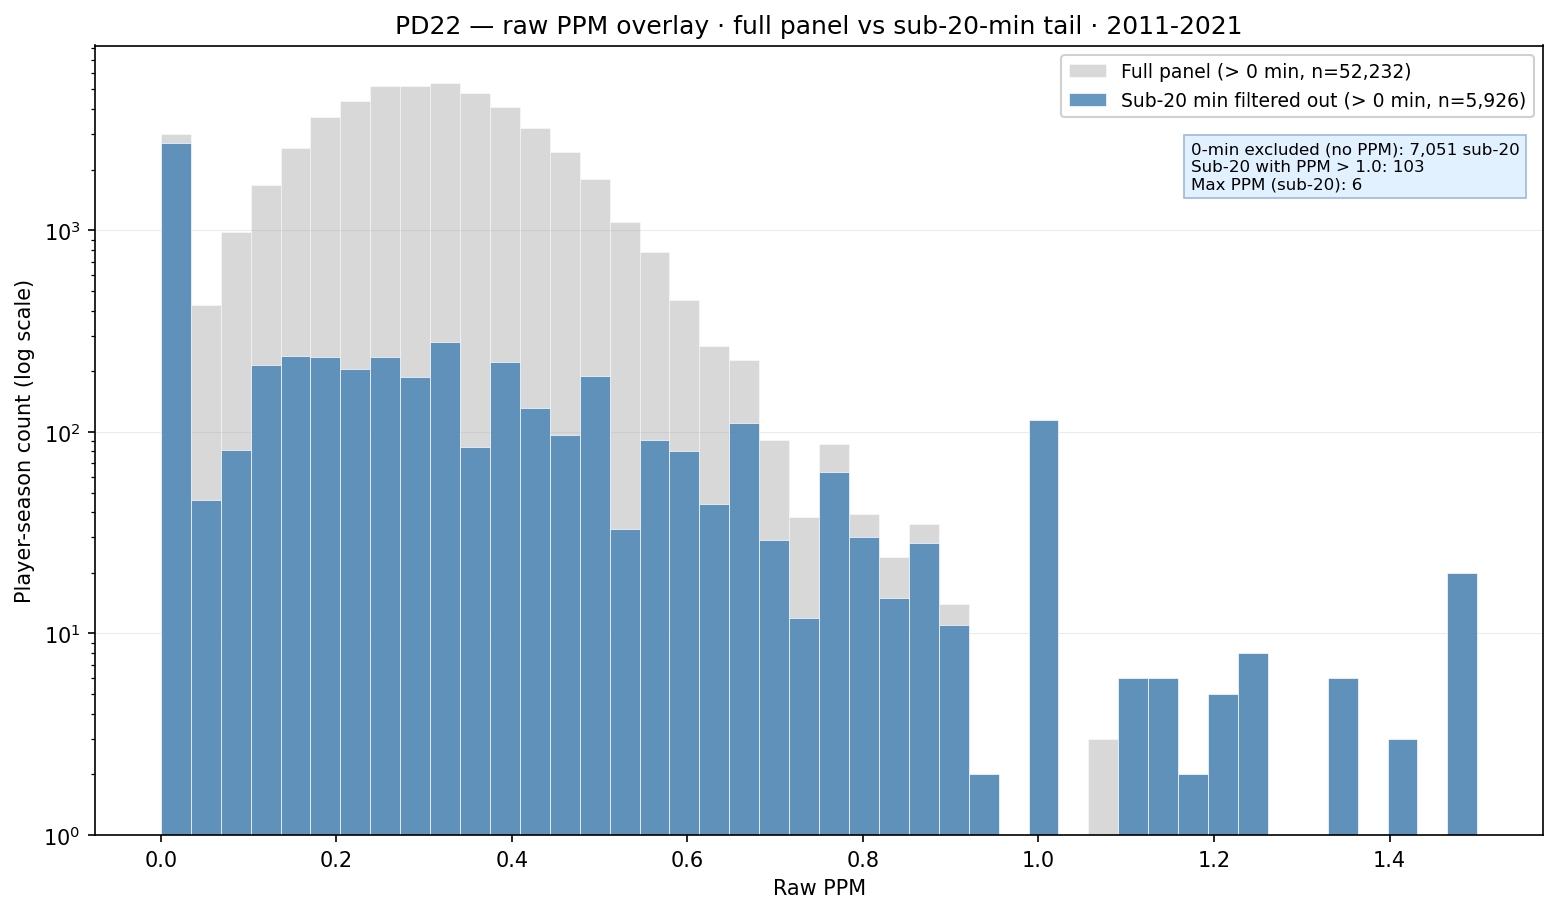 PD22 — raw PPM overlay · full panel vs sub-20-min tail · 2011-2021
Full panel (> 0 min, n=52,232)
Sub-20 min filtered out (> 0 min, n=5,926)
0-min excluded (no PPM): 7,051 sub-20
Sub-20 with PPM > 1.0: 103
Max PPM (sub-20): 6
Player-season count (log scale)
10³
10²
10¹
10⁰
0.0 0.2 0.4 0.6 0.8 1.0 1.2 1.4
Raw PPM